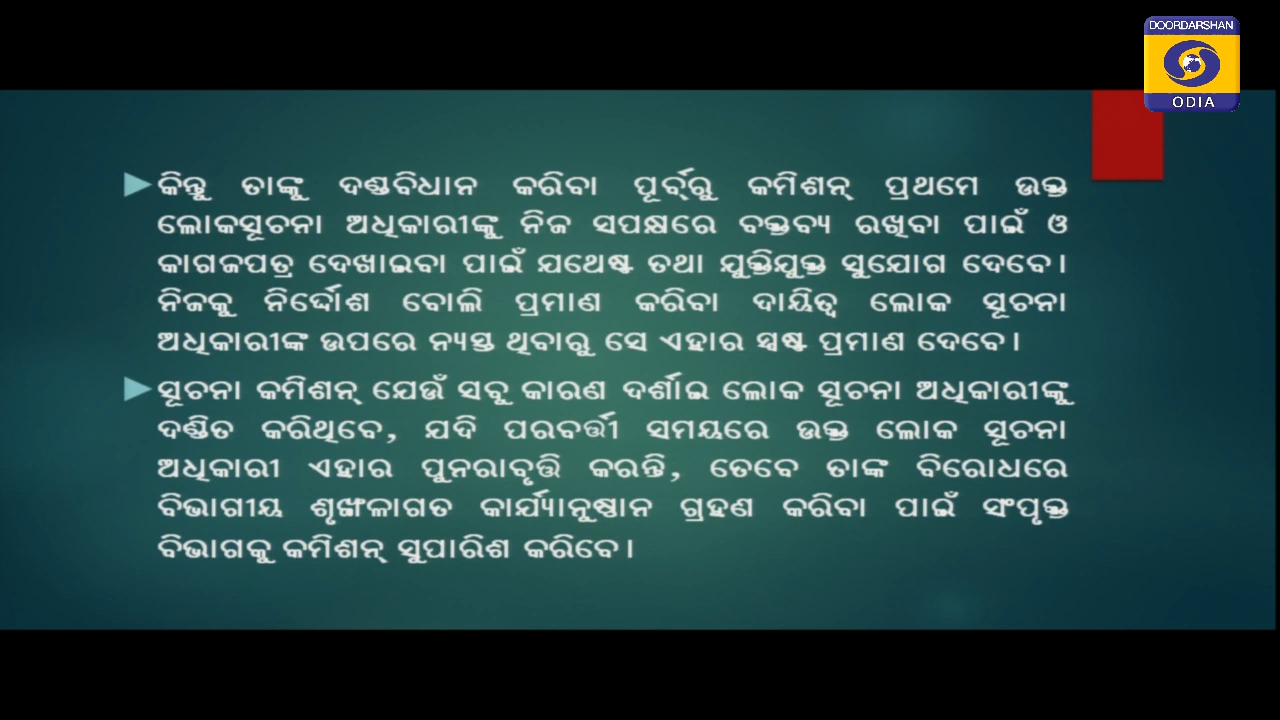 DOORDARSHAN
ODIA
କିନ୍ତୁ ତାଙ୍କୁ ଦଣ୍ଡବିଧାନ କରିବା ପୂର୍ବ୍ରୁ କମିଶନ୍ ପ୍ରଥମେ ଉକ୍ତ
ଲୋକସୂଚନା ଅଧିକାରୀଙ୍କୁ ନିଜ ସପକ୍ଷରେ ବକ୍ତବ୍ୟ ରଖିବା ପାଇଁ ଓ
କାଗଜପତ୍ର ଦେଖାଇବା ପାଇଁ ଯଥେଷ୍ଟ ତଥା ଯୁକ୍ତିଯୁକ୍ତ ସୁଯୋଗ ଦେବେ।
ନିଜକୁ ନିର୍ଦ୍ଦୋଶ ବୋଲି ପ୍ରମାଣ କରିବା ଦାୟିତ୍ୱ ଲୋକ ସୂଚନା
ଅଧିକାରୀଙ୍କ ଉପରେ ନ୍ୟସ୍ତ ଥିବାରୁ ସେ ଏହାର ସ୍ପଷ୍ଟ ପ୍ରମାଣ ଦେବେ।
ସୂଚନା କମିଶନ୍ ଯେଉଁ ସବୁ କାରଣ ଦର୍ଶାଇ ଲୋକ ସୂଚନା ଅଧିକାରୀଙ୍କୁ
ଦଣ୍ଡିତ କରିଥିବେ, ଯଦି ପରବର୍ତ୍ତୀ ସମୟରେ ଉକ୍ତ ଲୋକ ସୂଚନା
ଅଧିକାରୀ ଏହାର ପୁନରାବୃତ୍ତି କରନ୍ତି, ତେବେ ତାଙ୍କ ବିରୋଧରେ
ବିଭାଗୀୟ ଶୃଙ୍ଖଳାଗତ କାର୍ଯ୍ୟାନୁଷ୍ଠାନ ଗ୍ରହଣ କରିବା ପାଇଁ ସଂପୃକ୍ତ
ବିଭାଗକୁ କମିଶନ୍ ସୁପାରିଶ କରିବେ।